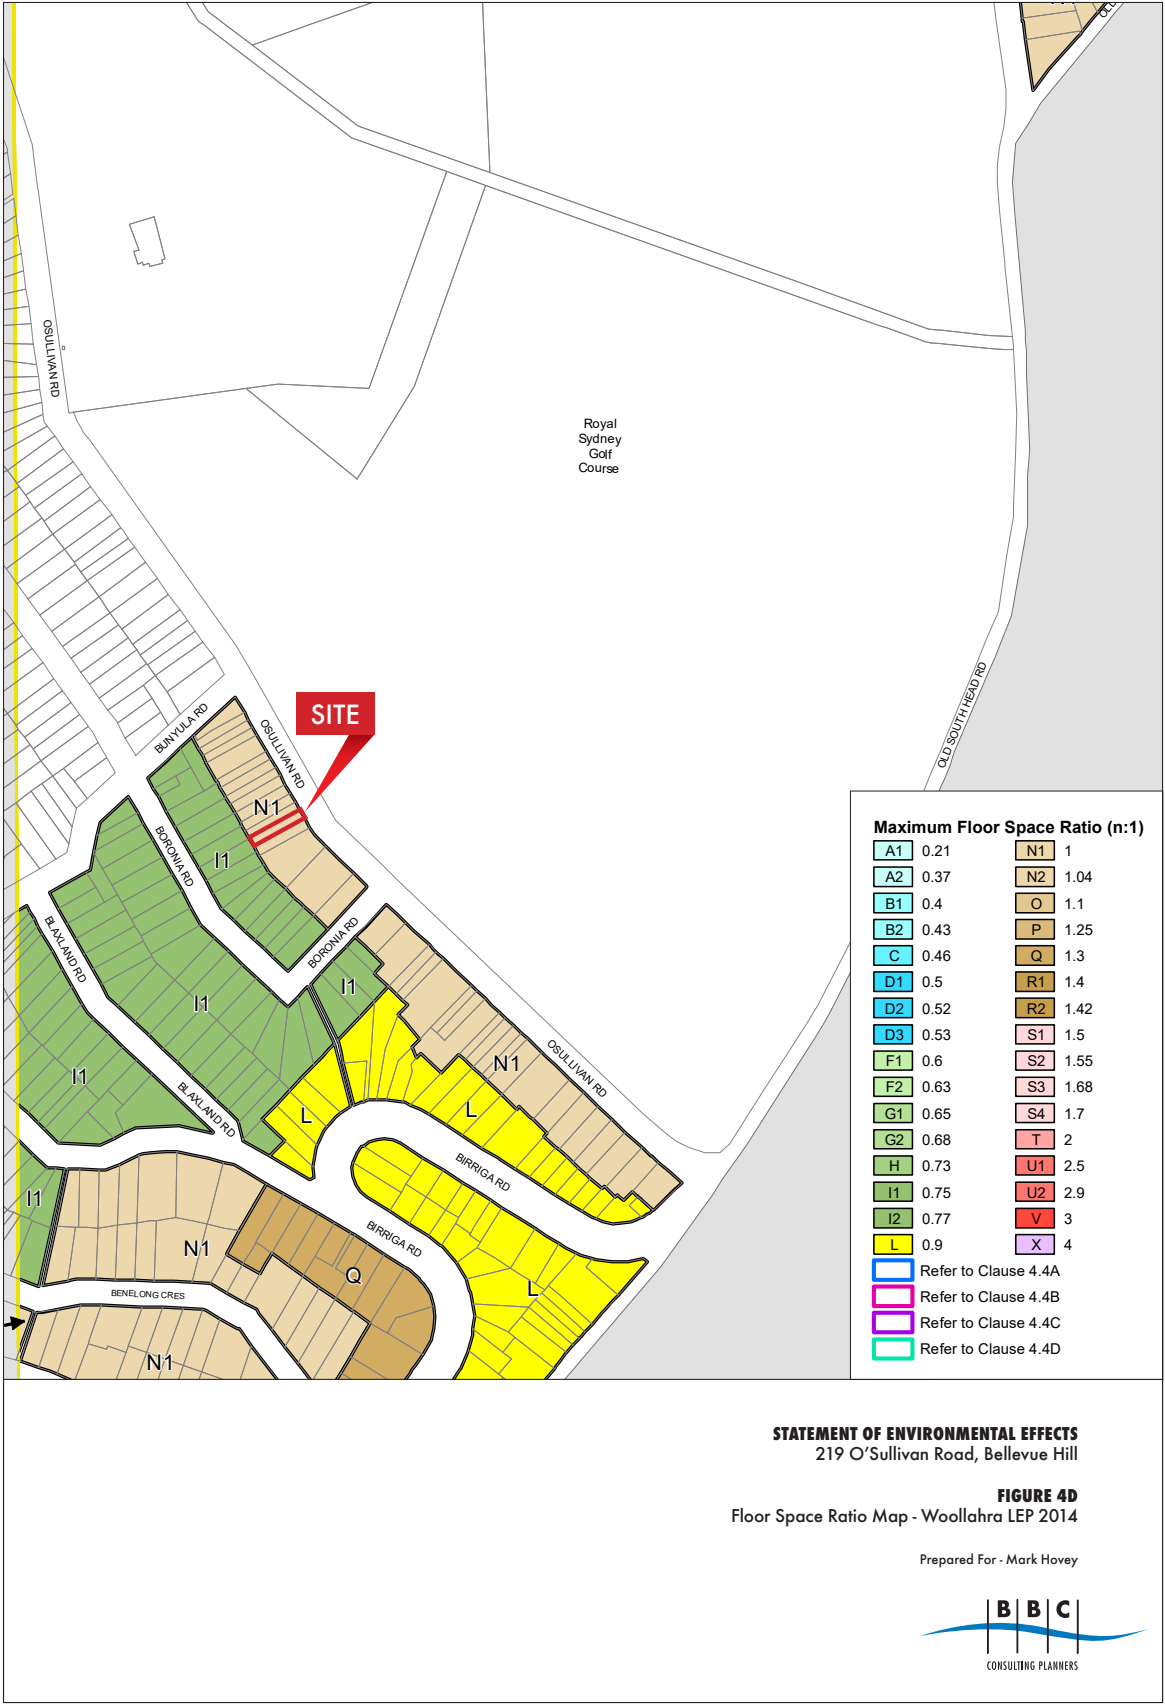 OSULLIVAN RD
Royal
Sydney
Golf
Course
OLD SOUTH HEAD RD
BUNYULA RD
OSULLIVAN RD
SITE
N1
I1
BORONIA RD
BORONIA RD
BLAXLAND RD
I1
I1
I1
N1
OSULLIVAN RD
BLAXLAND RD
L
L
BIRRIGA RD
BIRRIGA RD
I1
N1
Q
L
BENELONG CRES
N1
Maximum Floor Space Ratio (n:1)
A1 0.21
A2 0.37
B1 0.4
B2 0.43
C 0.46
D1 0.5
D2 0.52
D3 0.53
F1 0.6
F2 0.63
G1 0.65
G2 0.68
H 0.73
I1 0.75
I2 0.77
L 0.9
N1 1
N2 1.04
O 1.1
P 1.25
Q 1.3
R1 1.4
R2 1.42
S1 1.5
S2 1.55
S3 1.68
S4 1.7
T 2
U1 2.5
U2 2.9
V 3
X 4
Refer to Clause 4.4A
Refer to Clause 4.4B
Refer to Clause 4.4C
Refer to Clause 4.4D
STATEMENT OF ENVIRONMENTAL EFFECTS
219 O'Sullivan Road, Bellevue Hill
FIGURE 4D
Floor Space Ratio Map - Woollahra LEP 2014
Prepared For - Mark Hovey
BBC
CONSULTING PLANNERS